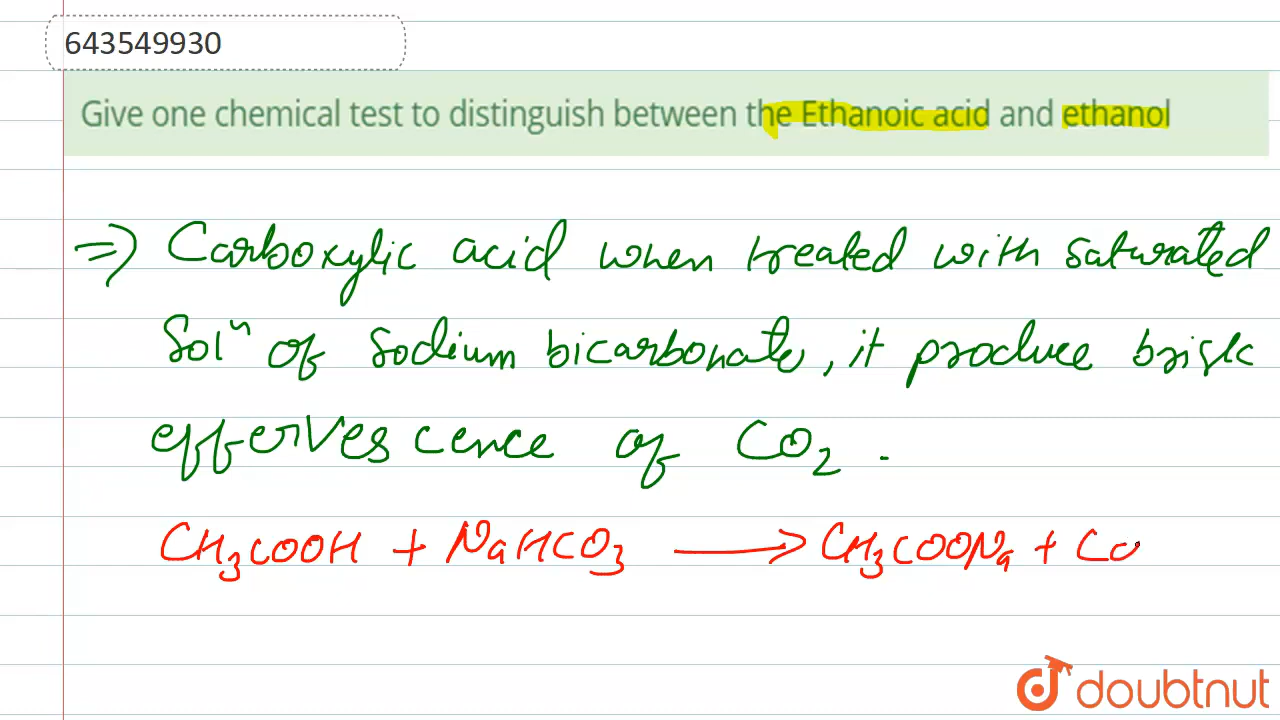 643549930
Give one chemical test to distinguish between the Ethanoic acid and ethanol
=> Carboxylic acid when treated with saturated
Solⁿ of sodium bicarbonate, it produce brisk
effervescence of CO₂.
CH₃COOH + NaHCO₃ ⟶ CH₃COONa + Co
doubtnut